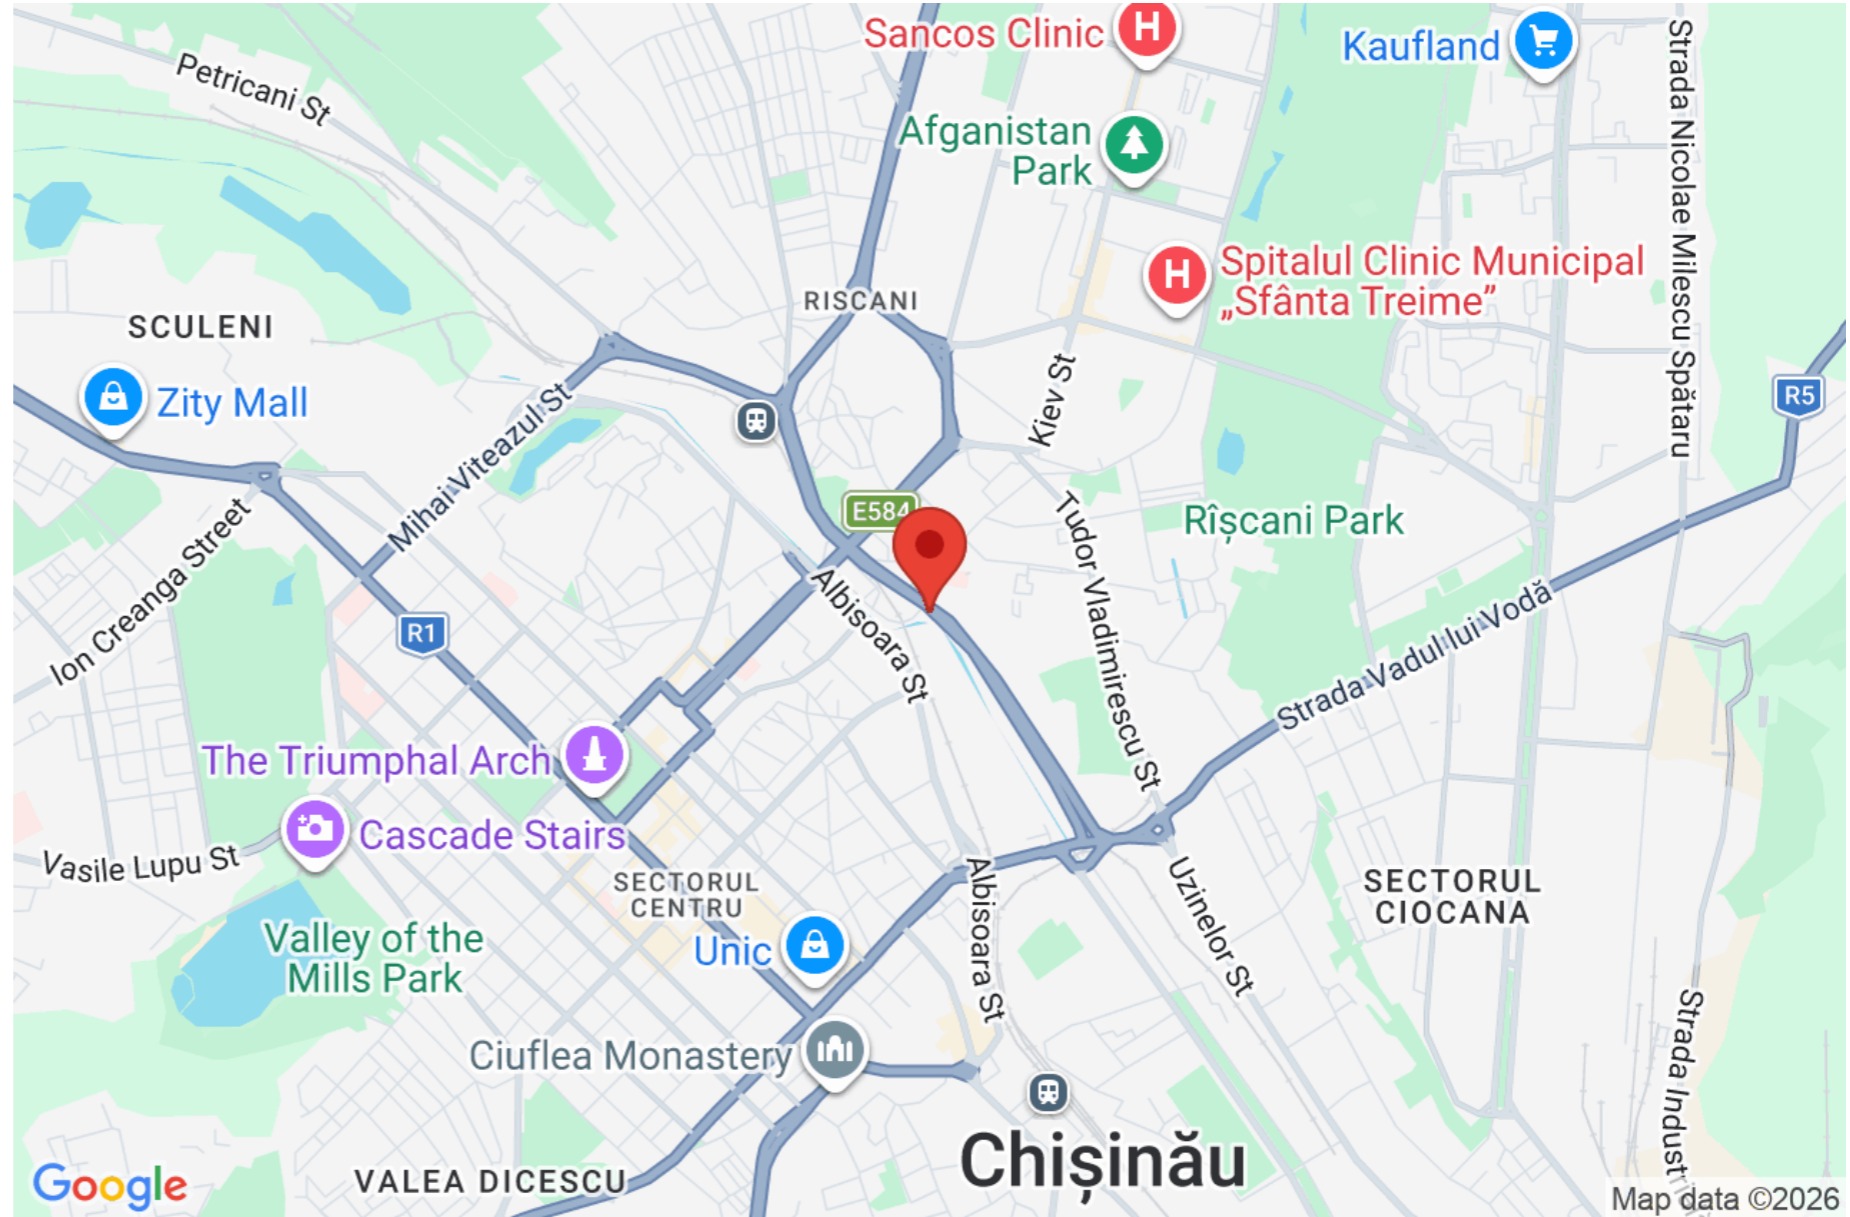 Sancos Clinic
H
Kaufland
Petricani St
Strada Nicolae Milescu Spătaru
Afganistan
Park
H
Spitalul Clinic Municipal
„Sfânta Treime”
RISCANI
SCULENI
Zity Mall
Kiev St
R5
Mihai Viteazul St
E584
Tudor Vladimirescu St
Rîșcani Park
Ion Creanga Street
Albisoara St
R1
Strada Vadul lui Vodă
The Triumphal Arch
Cascade Stairs
Vasile Lupu St
SECTORUL
CENTRU
Albisoara St
Uzinelor St
SECTORUL
CIOCANA
Valley of the
Mills Park
Unic
Ciuflea Monastery
Strada Industri
Chișinău
VALEA DICESCU
Google
Map data ©2026